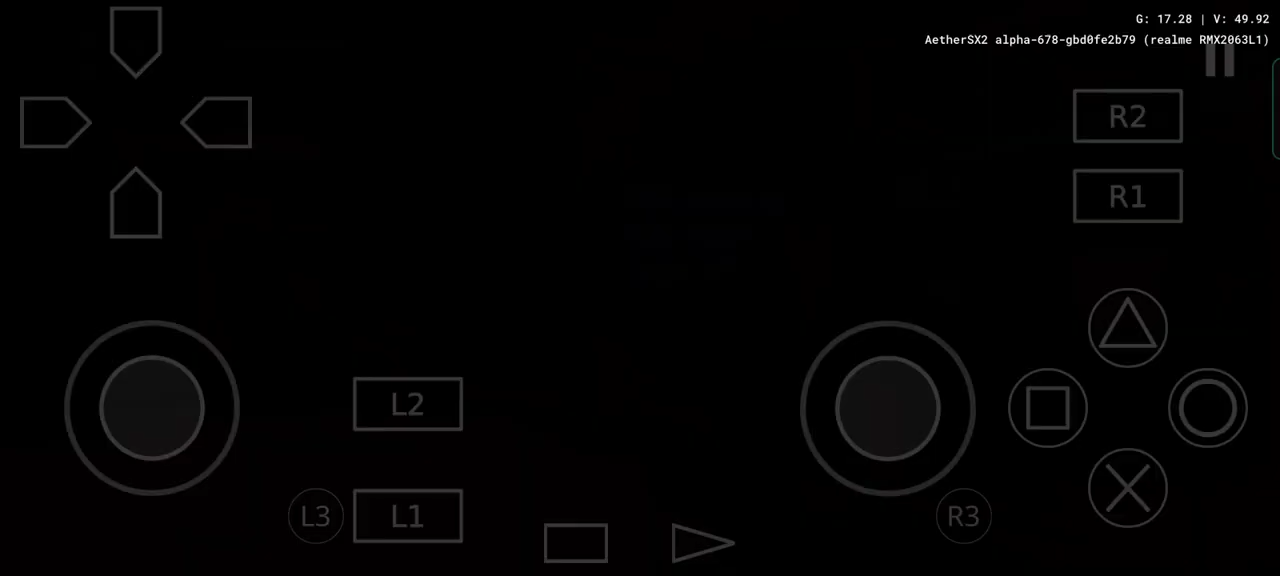 G: 17.28 | V: 49.92
AetherSX2 alpha-678-gbd0fe2b79 (realme RMX2063L1)
R2
R1
L2
L3 L1 R3